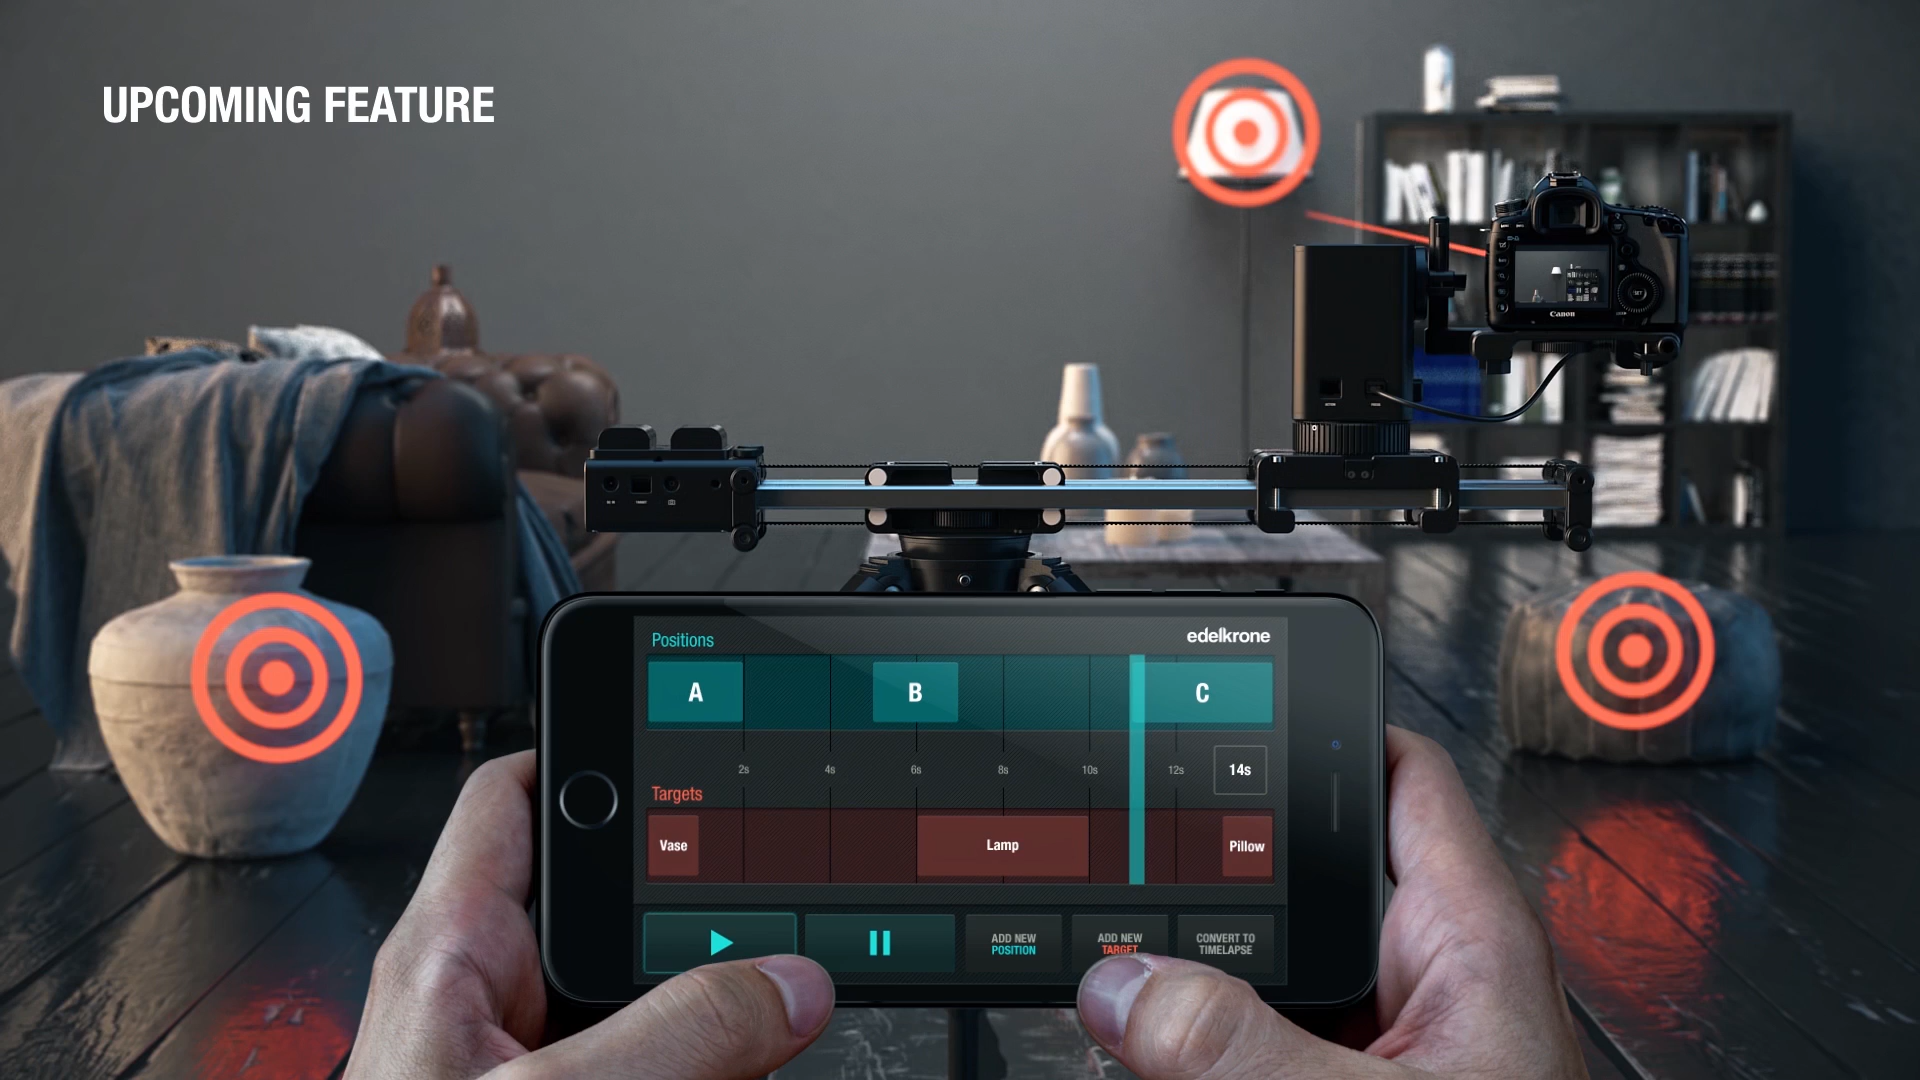 UPCOMING FEATURE
Canon
Positions
edelkrone
A
B
C
2s
4s
6s
8s
10s
12s
14s
Targets
Vase
Lamp
Pillow
ADD NEW
POSITION
ADD NEW
TARGET
CONVERT TO
TIMELAPSE